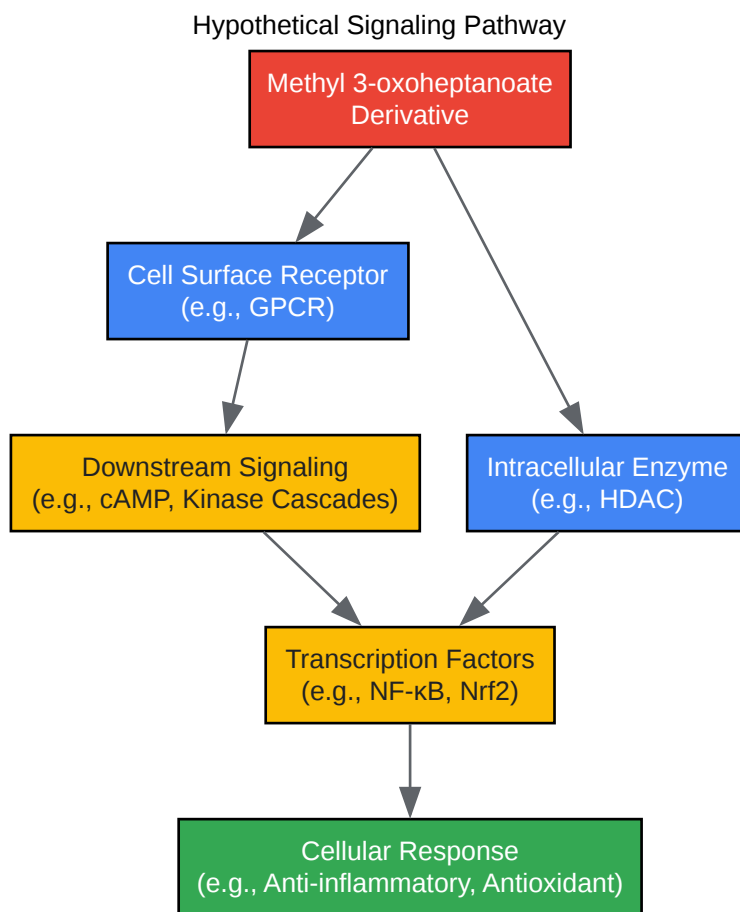 Hypothetical Signaling Pathway
Methyl 3-oxoheptanoate
Derivative
Cell Surface Receptor
(e.g., GPCR)
Downstream Signaling
(e.g., cAMP, Kinase Cascades)
Intracellular Enzyme
(e.g., HDAC)
Transcription Factors
(e.g., NF-κB, Nrf2)
Cellular Response
(e.g., Anti-inflammatory, Antioxidant)